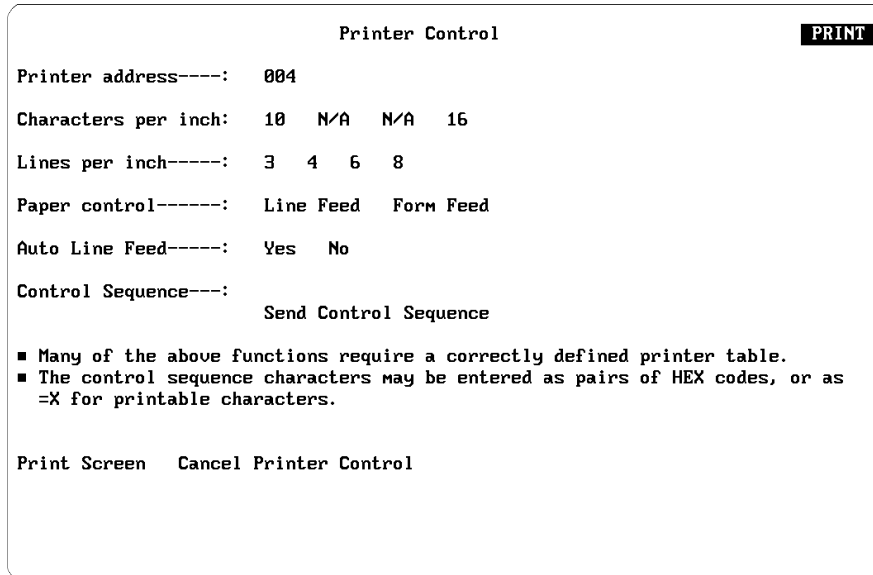 Printer Control PRINT
Printer address----: 004
Characters per inch: 10 N/A N/A 16
Lines per inch-----: 3 4 6 8
Paper control------: Line Feed Form Feed
Auto Line Feed-----: Yes No
Control Sequence---:
Send Control Sequence
■ Many of the above functions require a correctly defined printer table.
■ The control sequence characters may be entered as pairs of HEX codes, or as
=X for printable characters.
Print Screen Cancel Printer Control